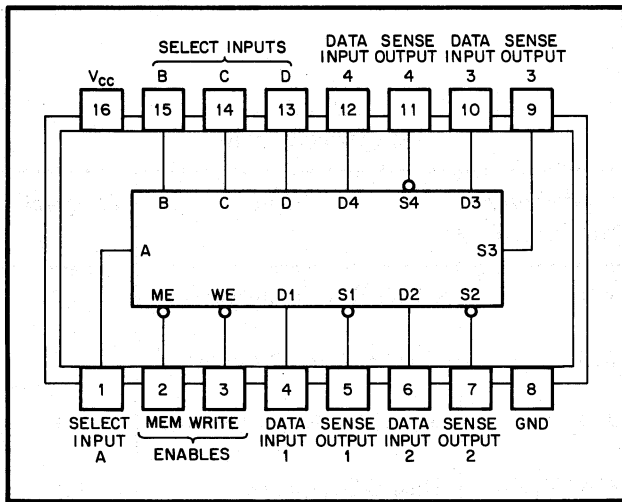 SELECT INPUTS
DATA INPUT 4
SENSE OUTPUT 4
DATA INPUT 3
SENSE OUTPUT 3
VCC B C D
16 15 14 13 12 11 10 9
B C D D4 S4 D3
A S3
ME WE D1 S1 D2 S2
1 2 3 4 5 6 7 8
SELECT INPUT A
MEM WRITE
ENABLES
DATA INPUT 1
SENSE OUTPUT 1
DATA INPUT 2
SENSE OUTPUT 2
GND